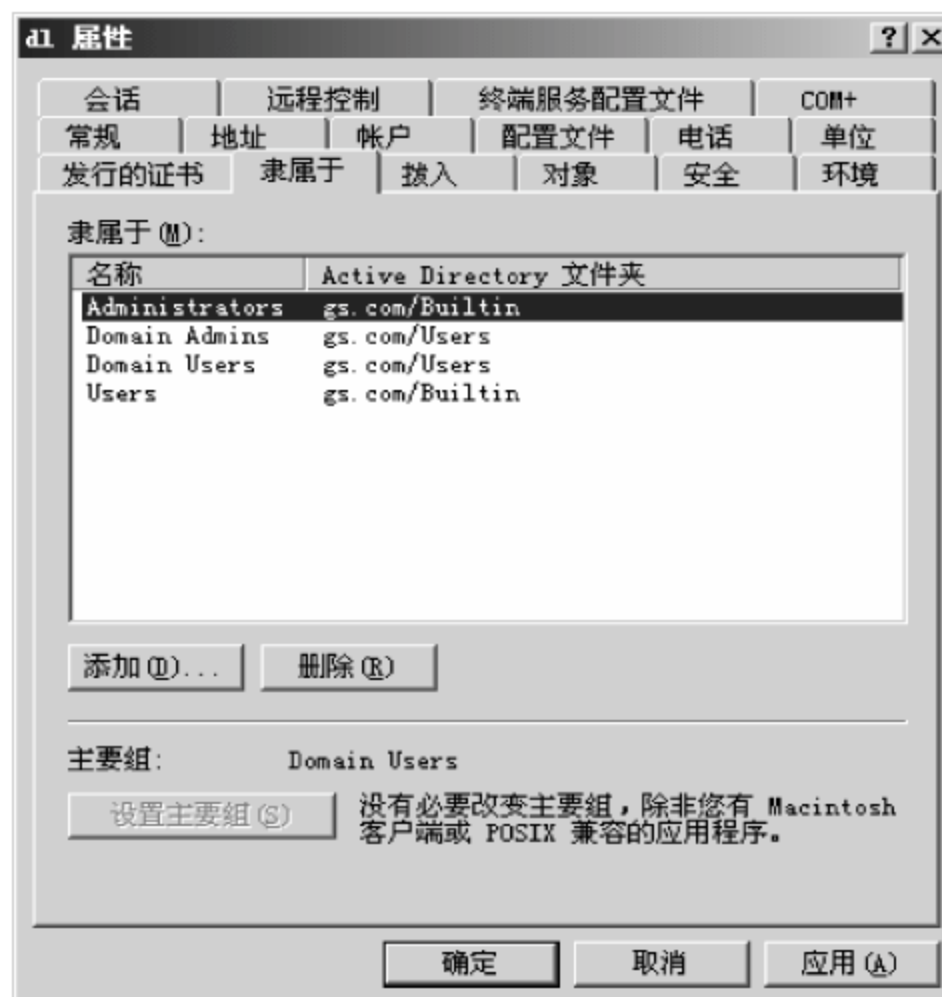 d1 属性
会话 远程控制 终端服务配置文件 COM+
常规 地址 帐户 配置文件 电话 单位
发行的证书 隶属于 拨入 对象 安全 环境
隶属于(M):
名称 Active Directory 文件夹
Administrators gs.com/Builtin
Domain Admins gs.com/Users
Domain Users gs.com/Users
Users gs.com/Builtin
添加(D)... 删除(R)
主要组: Domain Users
设置主要组(S) 没有必要改变主要组，除非您有 Macintosh
客户端或 POSIX 兼容的应用程序。
确定 取消 应用(A)